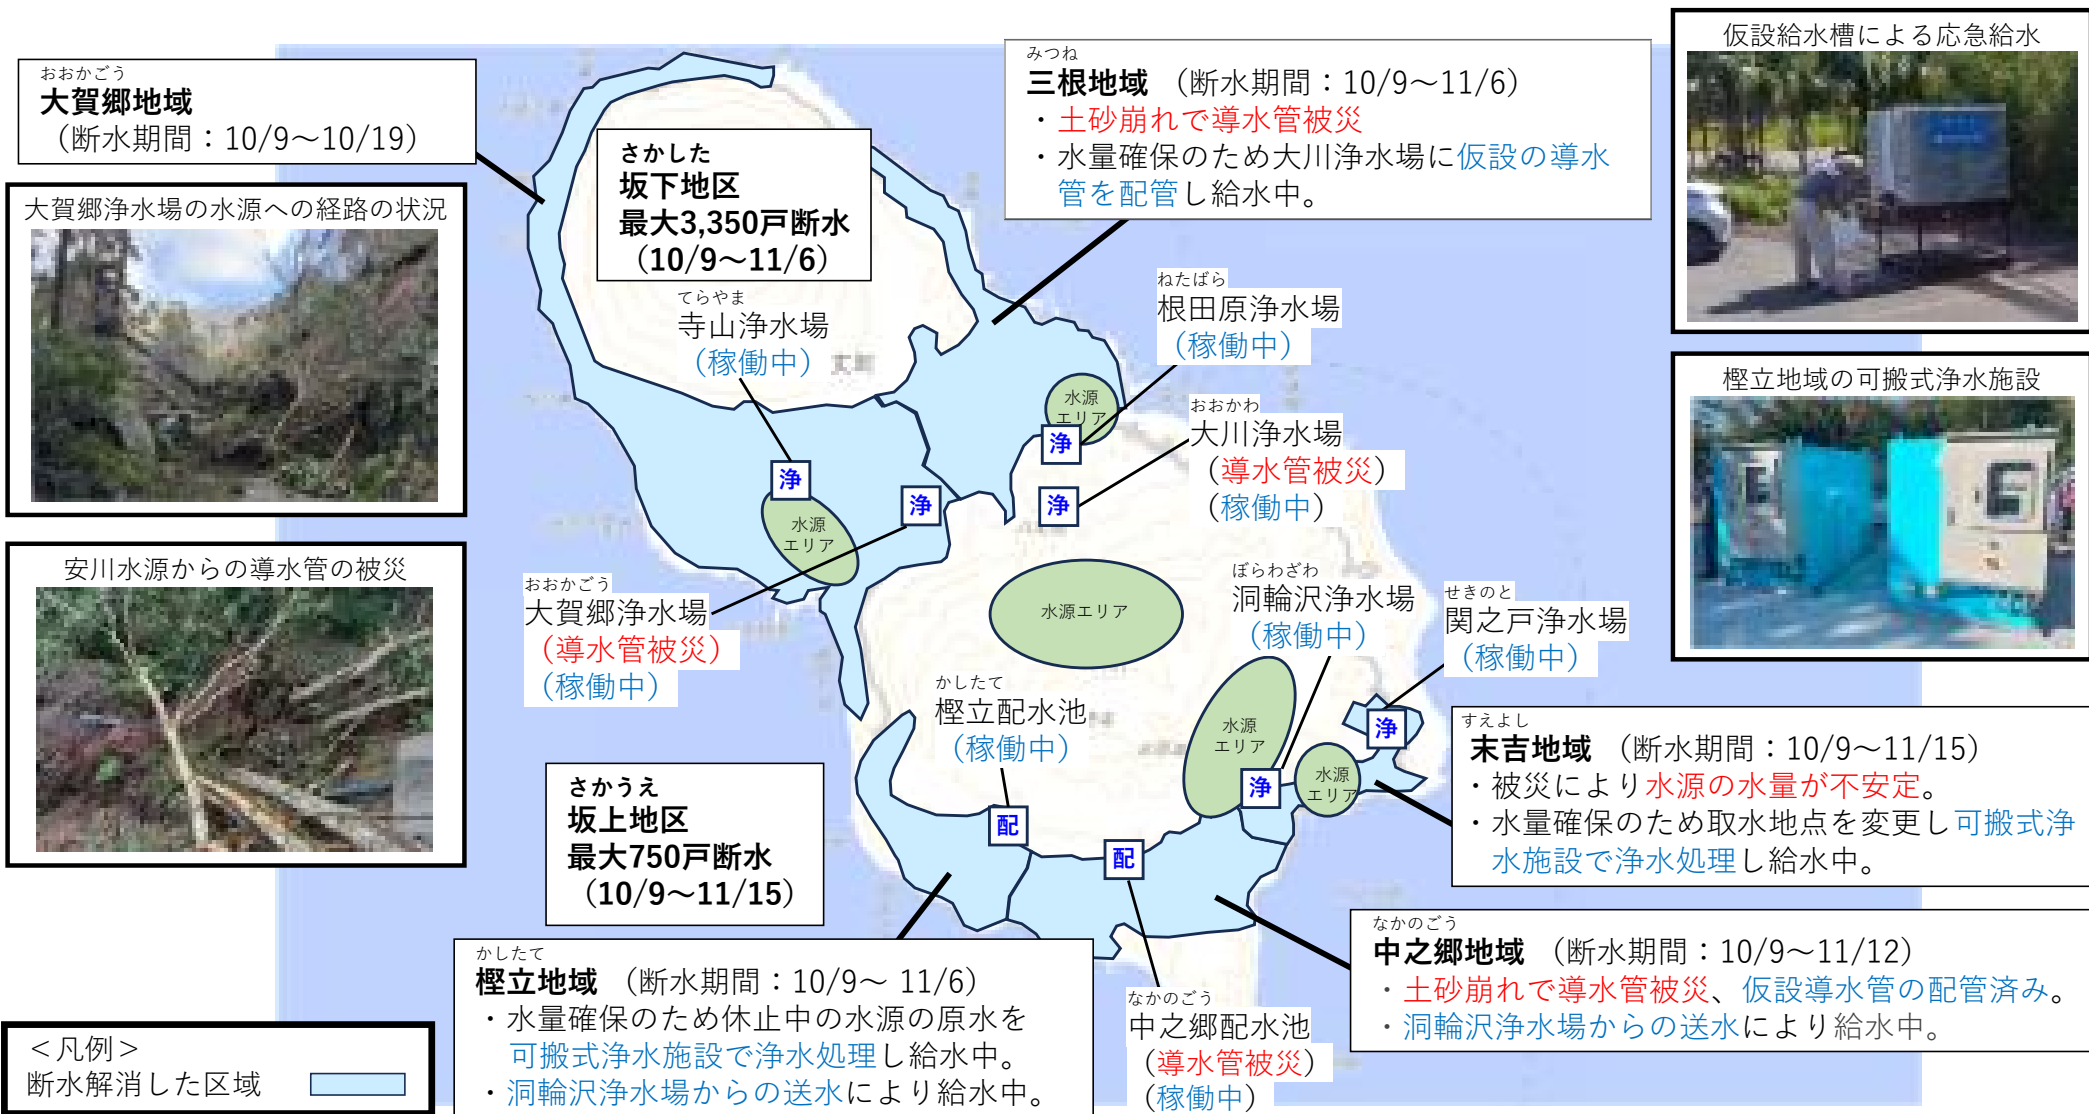 おおかごう
大賀郷地域
（断水期間：10/9～10/19）
大賀郷浄水場の水源への経路の状況
安川水源からの導水管の被災
さかした
坂下地区
最大3,350戸断水
（10/9～11/6）
みつね
三根地域 （断水期間：10/9～11/6）
・土砂崩れで導水管被災
・水量確保のため大川浄水場に仮設の導水
管を配管し給水中。
仮設給水槽による応急給水
樫立地域の可搬式浄水施設
てらやま
寺山浄水場
（稼働中）
ねたばら
根田原浄水場
（稼働中）
水源
エリア
浄
おおかわ
大川浄水場
（導水管被災）
（稼働中）
浄
浄
浄
水源
エリア
おおかごう
大賀郷浄水場
（導水管被災）
（稼働中）
水源エリア
ぼらわざわ
洞輪沢浄水場
（稼働中）
せきのと
関之戸浄水場
（稼働中）
かしたて
樫立配水池
（稼働中）
水源
エリア
浄
浄
水源
エリア
配
配
すえよし
末吉地域 （断水期間：10/9～11/15）
・被災により水源の水量が不安定。
・水量確保のため取水地点を変更し可搬式浄
水施設で浄水処理し給水中。
さかうえ
坂上地区
最大750戸断水
（10/9～11/15）
かしたて
樫立地域 （断水期間：10/9～ 11/6）
・水量確保のため休止中の水源の原水を
可搬式浄水施設で浄水処理し給水中。
・洞輪沢浄水場からの送水により給水中。
なかのごう
中之郷配水池
（導水管被災）
（稼働中）
なかのごう
中之郷地域 （断水期間：10/9～11/12）
・土砂崩れで導水管被災、仮設導水管の配管済み。
・洞輪沢浄水場からの送水により給水中。
＜凡例＞
断水解消した区域